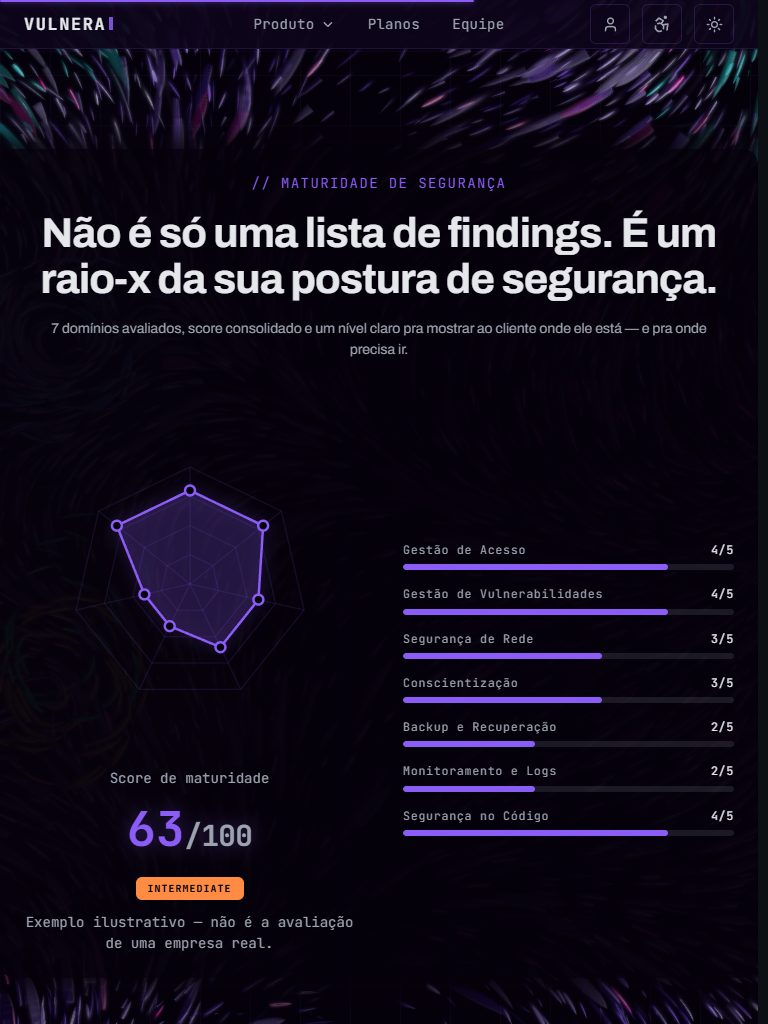 VULNERA
Produto
Planos
Equipe
// MATURIDADE DE SEGURANÇA
Não é só uma lista de findings. É um
raio-x da sua postura de segurança.
7 domínios avaliados, score consolidado e um nível claro pra mostrar ao cliente onde ele está — e pra onde
precisa ir.
Gestão de Acesso 4/5
Gestão de Vulnerabilidades 4/5
Segurança de Rede 3/5
Conscientização 3/5
Backup e Recuperação 2/5
Monitoramento e Logs 2/5
Segurança no Código 4/5
Score de maturidade
63/100
INTERMEDIATE
Exemplo ilustrativo — não é a avaliação
de uma empresa real.